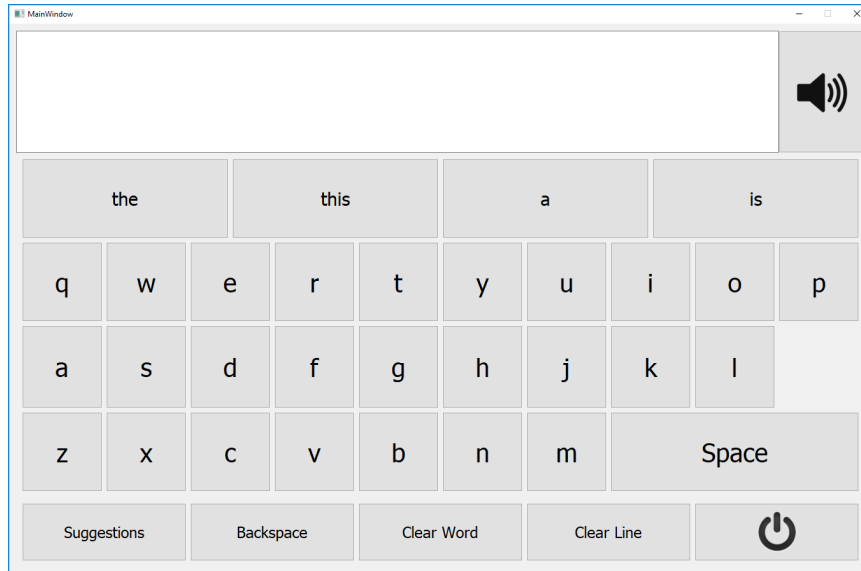 MainWindow
the this a is
q w e r t y u i o p
a s d f g h j k l
z x c v b n m Space
Suggestions Backspace Clear Word Clear Line